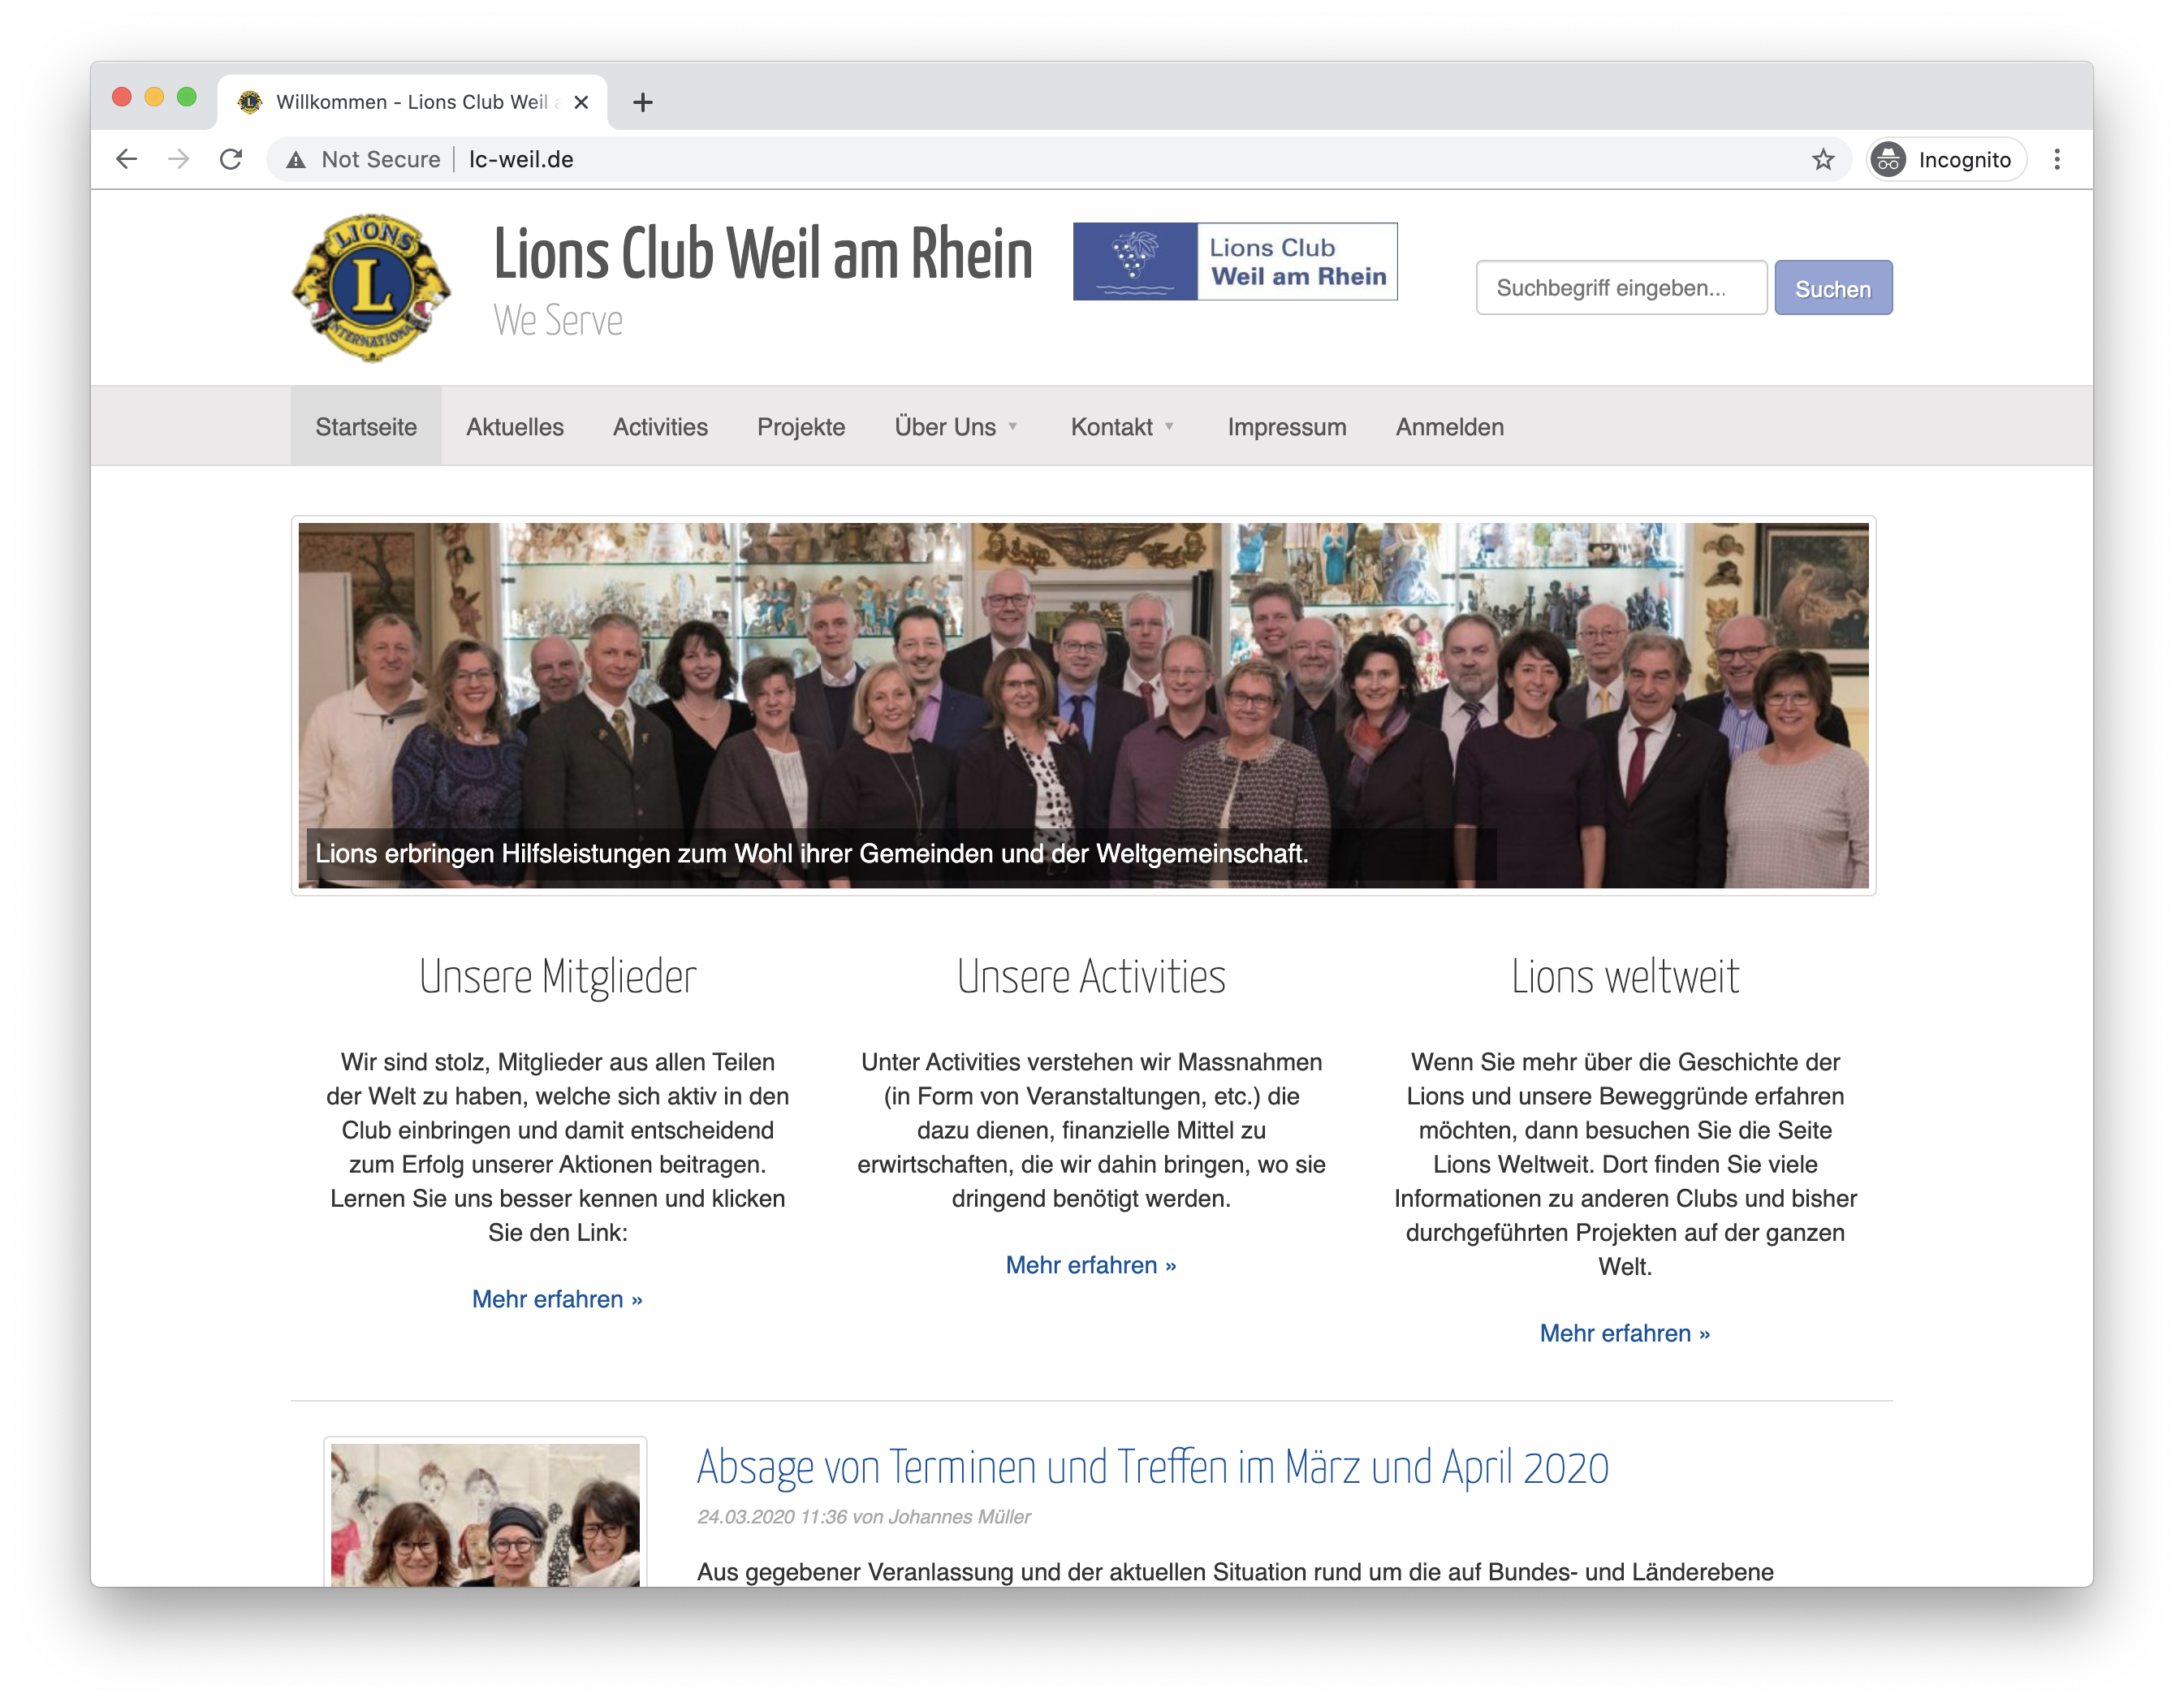 Willkommen - Lions Club Weil a
Not Secure
lc-weil.de
Incognito
LIONS
L
INTERNATIONAL
Lions Club Weil am Rhein
We Serve
Lions Club
Weil am Rhein
Suchbegriff eingeben...
Suchen
Startseite
Aktuelles
Activities
Projekte
Über Uns
Kontakt
Impressum
Anmelden
Lions erbringen Hilfsleistungen zum Wohl ihrer Gemeinden und der Weltgemeinschaft.
Unsere Mitglieder
Wir sind stolz, Mitglieder aus allen Teilen
der Welt zu haben, welche sich aktiv in den
Club einbringen und damit entscheidend
zum Erfolg unserer Aktionen beitragen.
Lernen Sie uns besser kennen und klicken
Sie den Link:
Mehr erfahren »
Unsere Activities
Unter Activities verstehen wir Massnahmen
(in Form von Veranstaltungen, etc.) die
dazu dienen, finanzielle Mittel zu
erwirtschaften, die wir dahin bringen, wo sie
dringend benötigt werden.
Mehr erfahren »
Lions weltweit
Wenn Sie mehr über die Geschichte der
Lions und unsere Beweggründe erfahren
möchten, dann besuchen Sie die Seite
Lions Weltweit. Dort finden Sie viele
Informationen zu anderen Clubs und bisher
durchgeführten Projekten auf der ganzen
Welt.
Mehr erfahren »
Absage von Terminen und Treffen im März und April 2020
24.03.2020 11:36 von Johannes Müller
Aus gegebener Veranlassung und der aktuellen Situation rund um die auf Bundes- und Länderebene